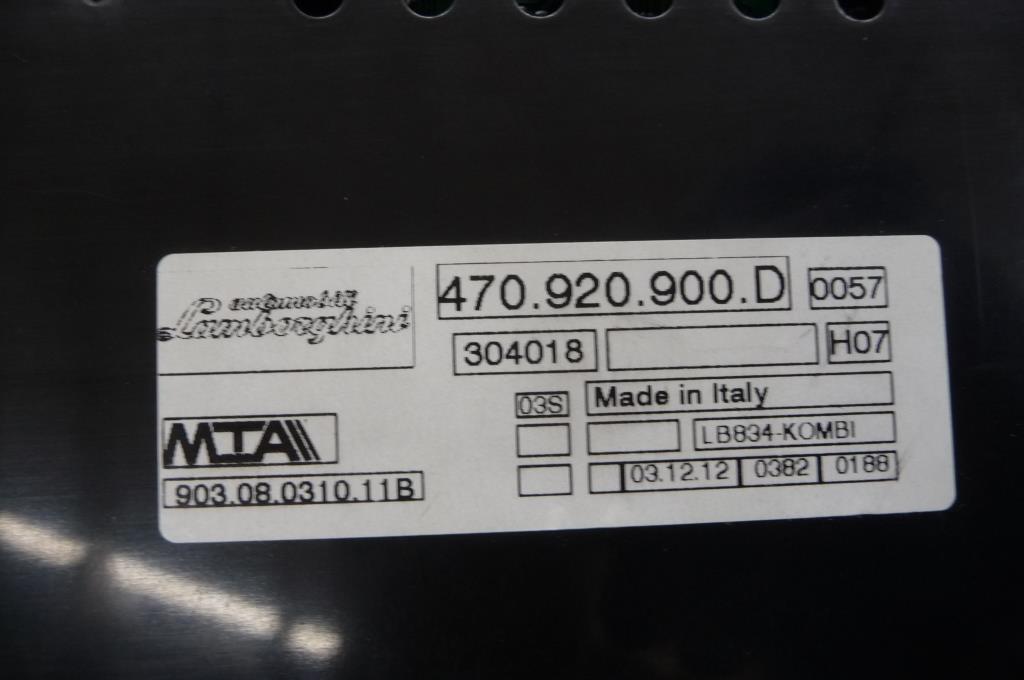 automobili
Lamborghini
470.920.900.D
0057
304018
H07
03S
Made in Italy
MTA
LB834-KOMBI
903.08.0310.11B
03.12.12
0382
0188